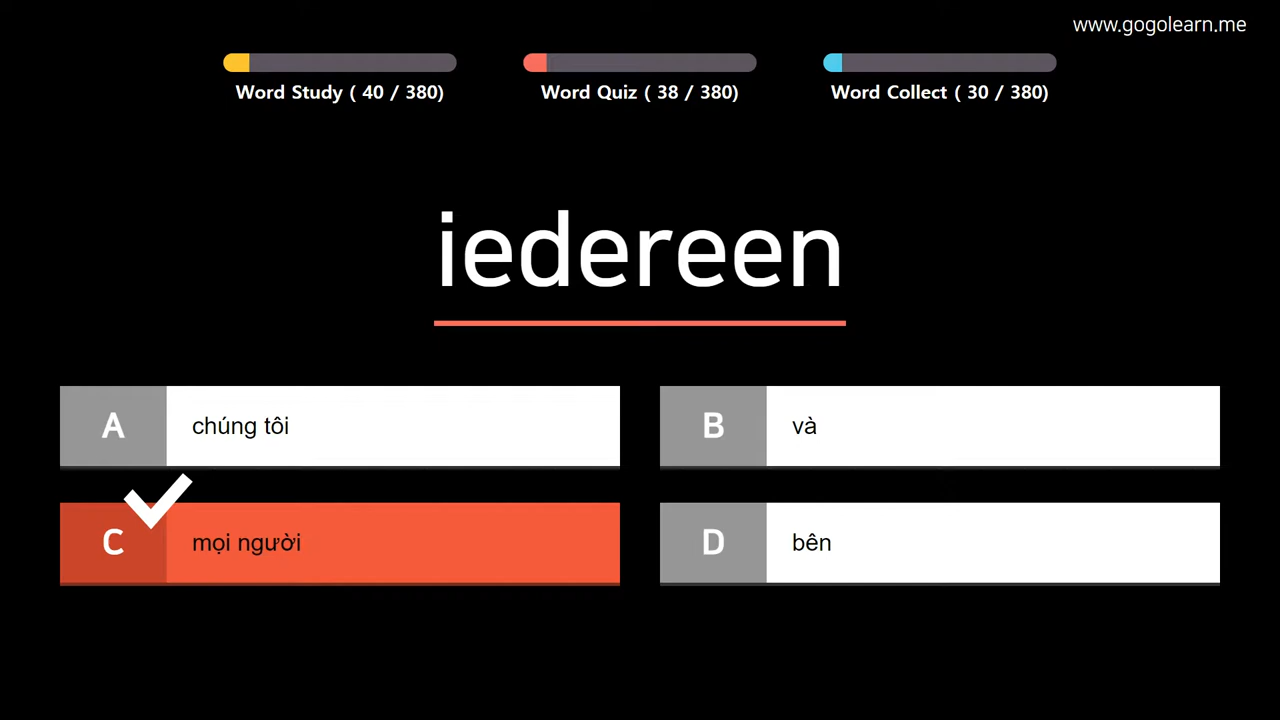 www.gogolearn.me
Word Study ( 40 / 380)
Word Quiz ( 38 / 380)
Word Collect ( 30 / 380)
iedereen
A chúng tôi
B và
C mọi người
D bên